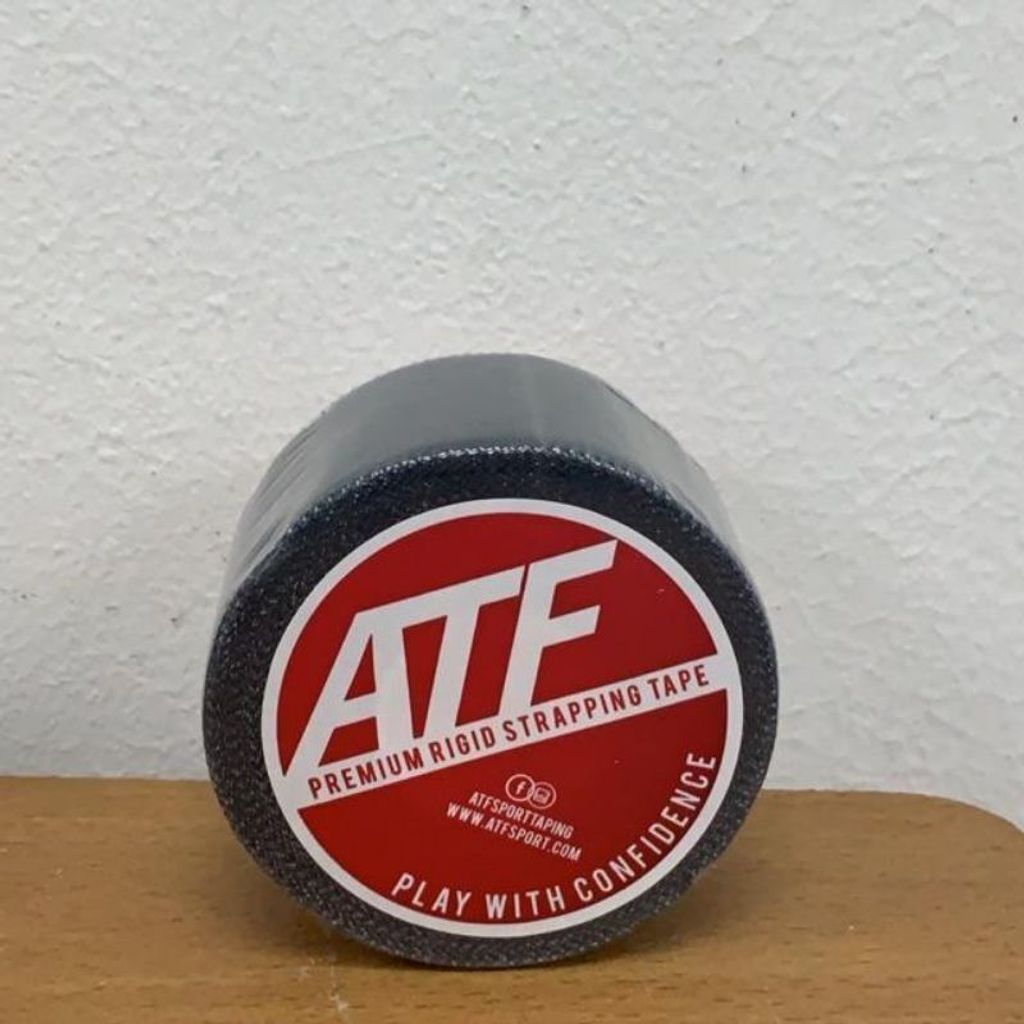 ATF
PREMIUM RIGID STRAPPING TAPE
ATFSPORTTAPING
WWW.ATFSPORT.COM
PLAY WITH CONFIDENCE